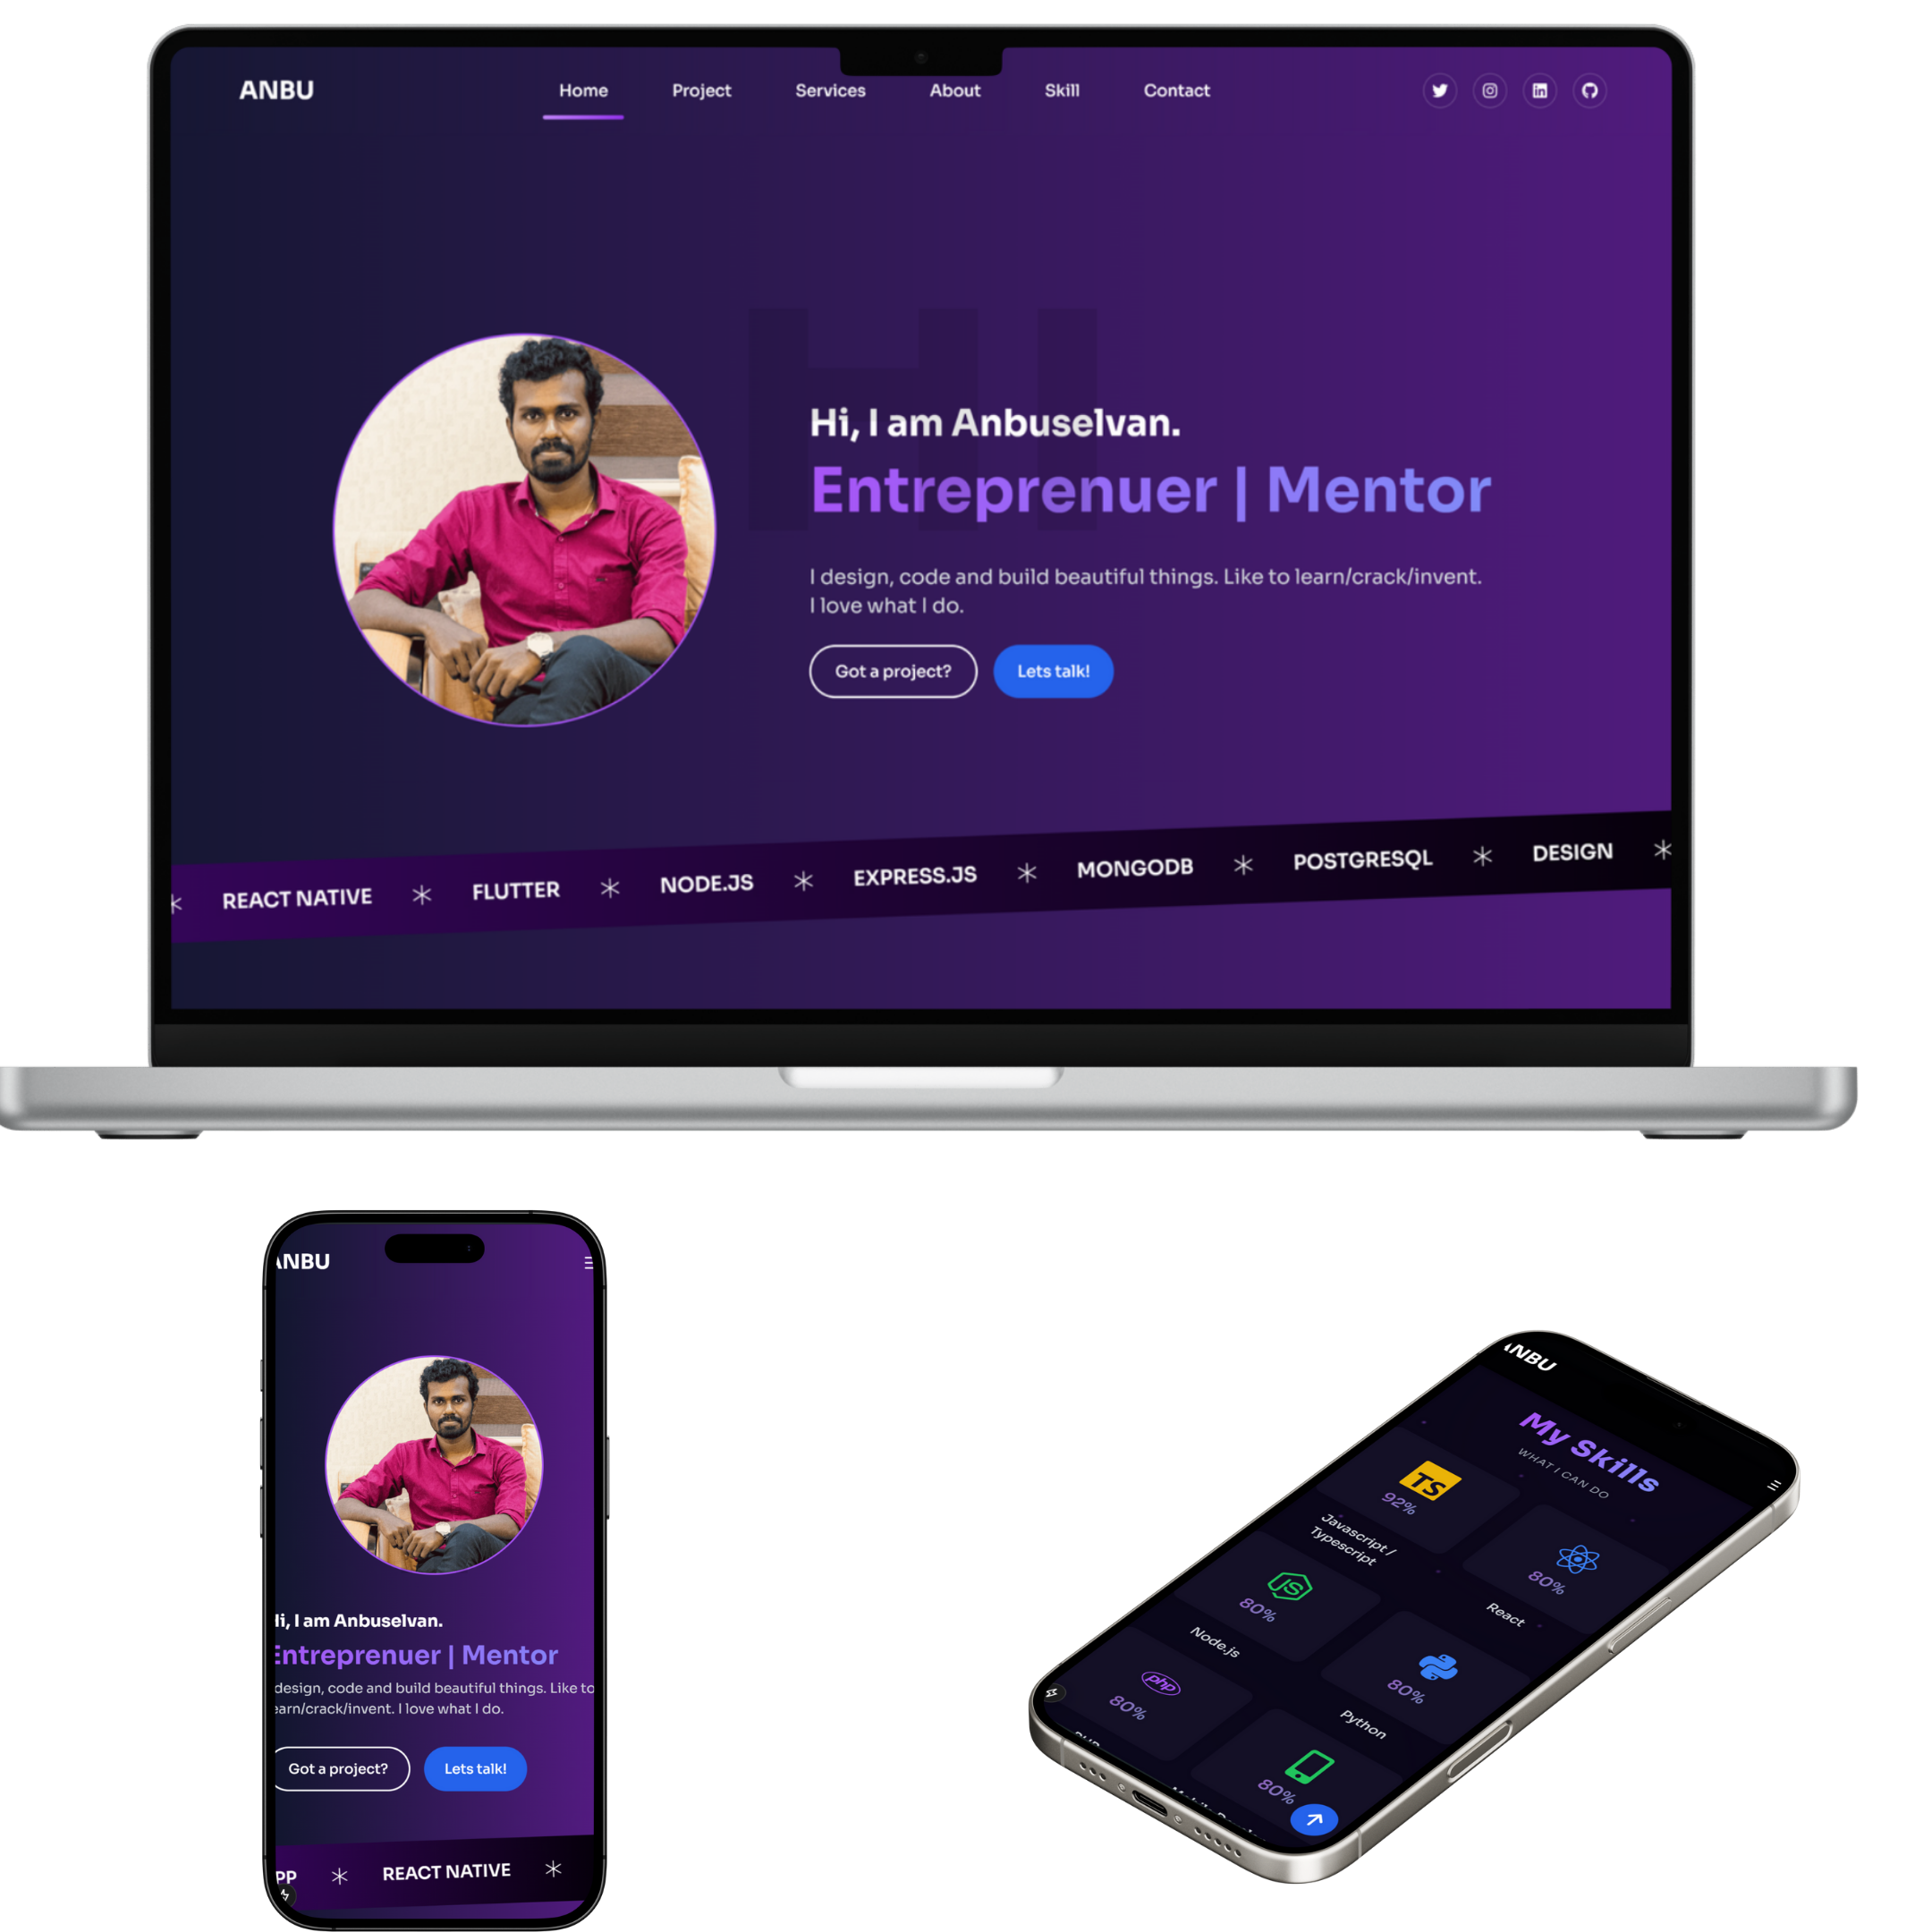 ANBU
Home Project Services About Skill Contact
Hi, I am Anbuselvan.
Entreprenuer | Mentor
I design, code and build beautiful things. Like to learn/crack/invent.
I love what I do.
Got a project? Lets talk!
REACT NATIVE FLUTTER NODE.JS EXPRESS.JS MONGODB POSTGRESQL DESIGN
HI
ANBU
Hi, I am Anbuselvan.
Entreprenuer | Mentor
design, code and build beautiful things. Like to
earn/crack/invent. I love what I do.
Got a project? Lets talk!
PP REACT NATIVE
ANBU
My Skills
WHAT I CAN DO
TS
92%
Javascript /
Typescript
80%
React
JS
80%
Node.js
80%
Python
php
80%
80%